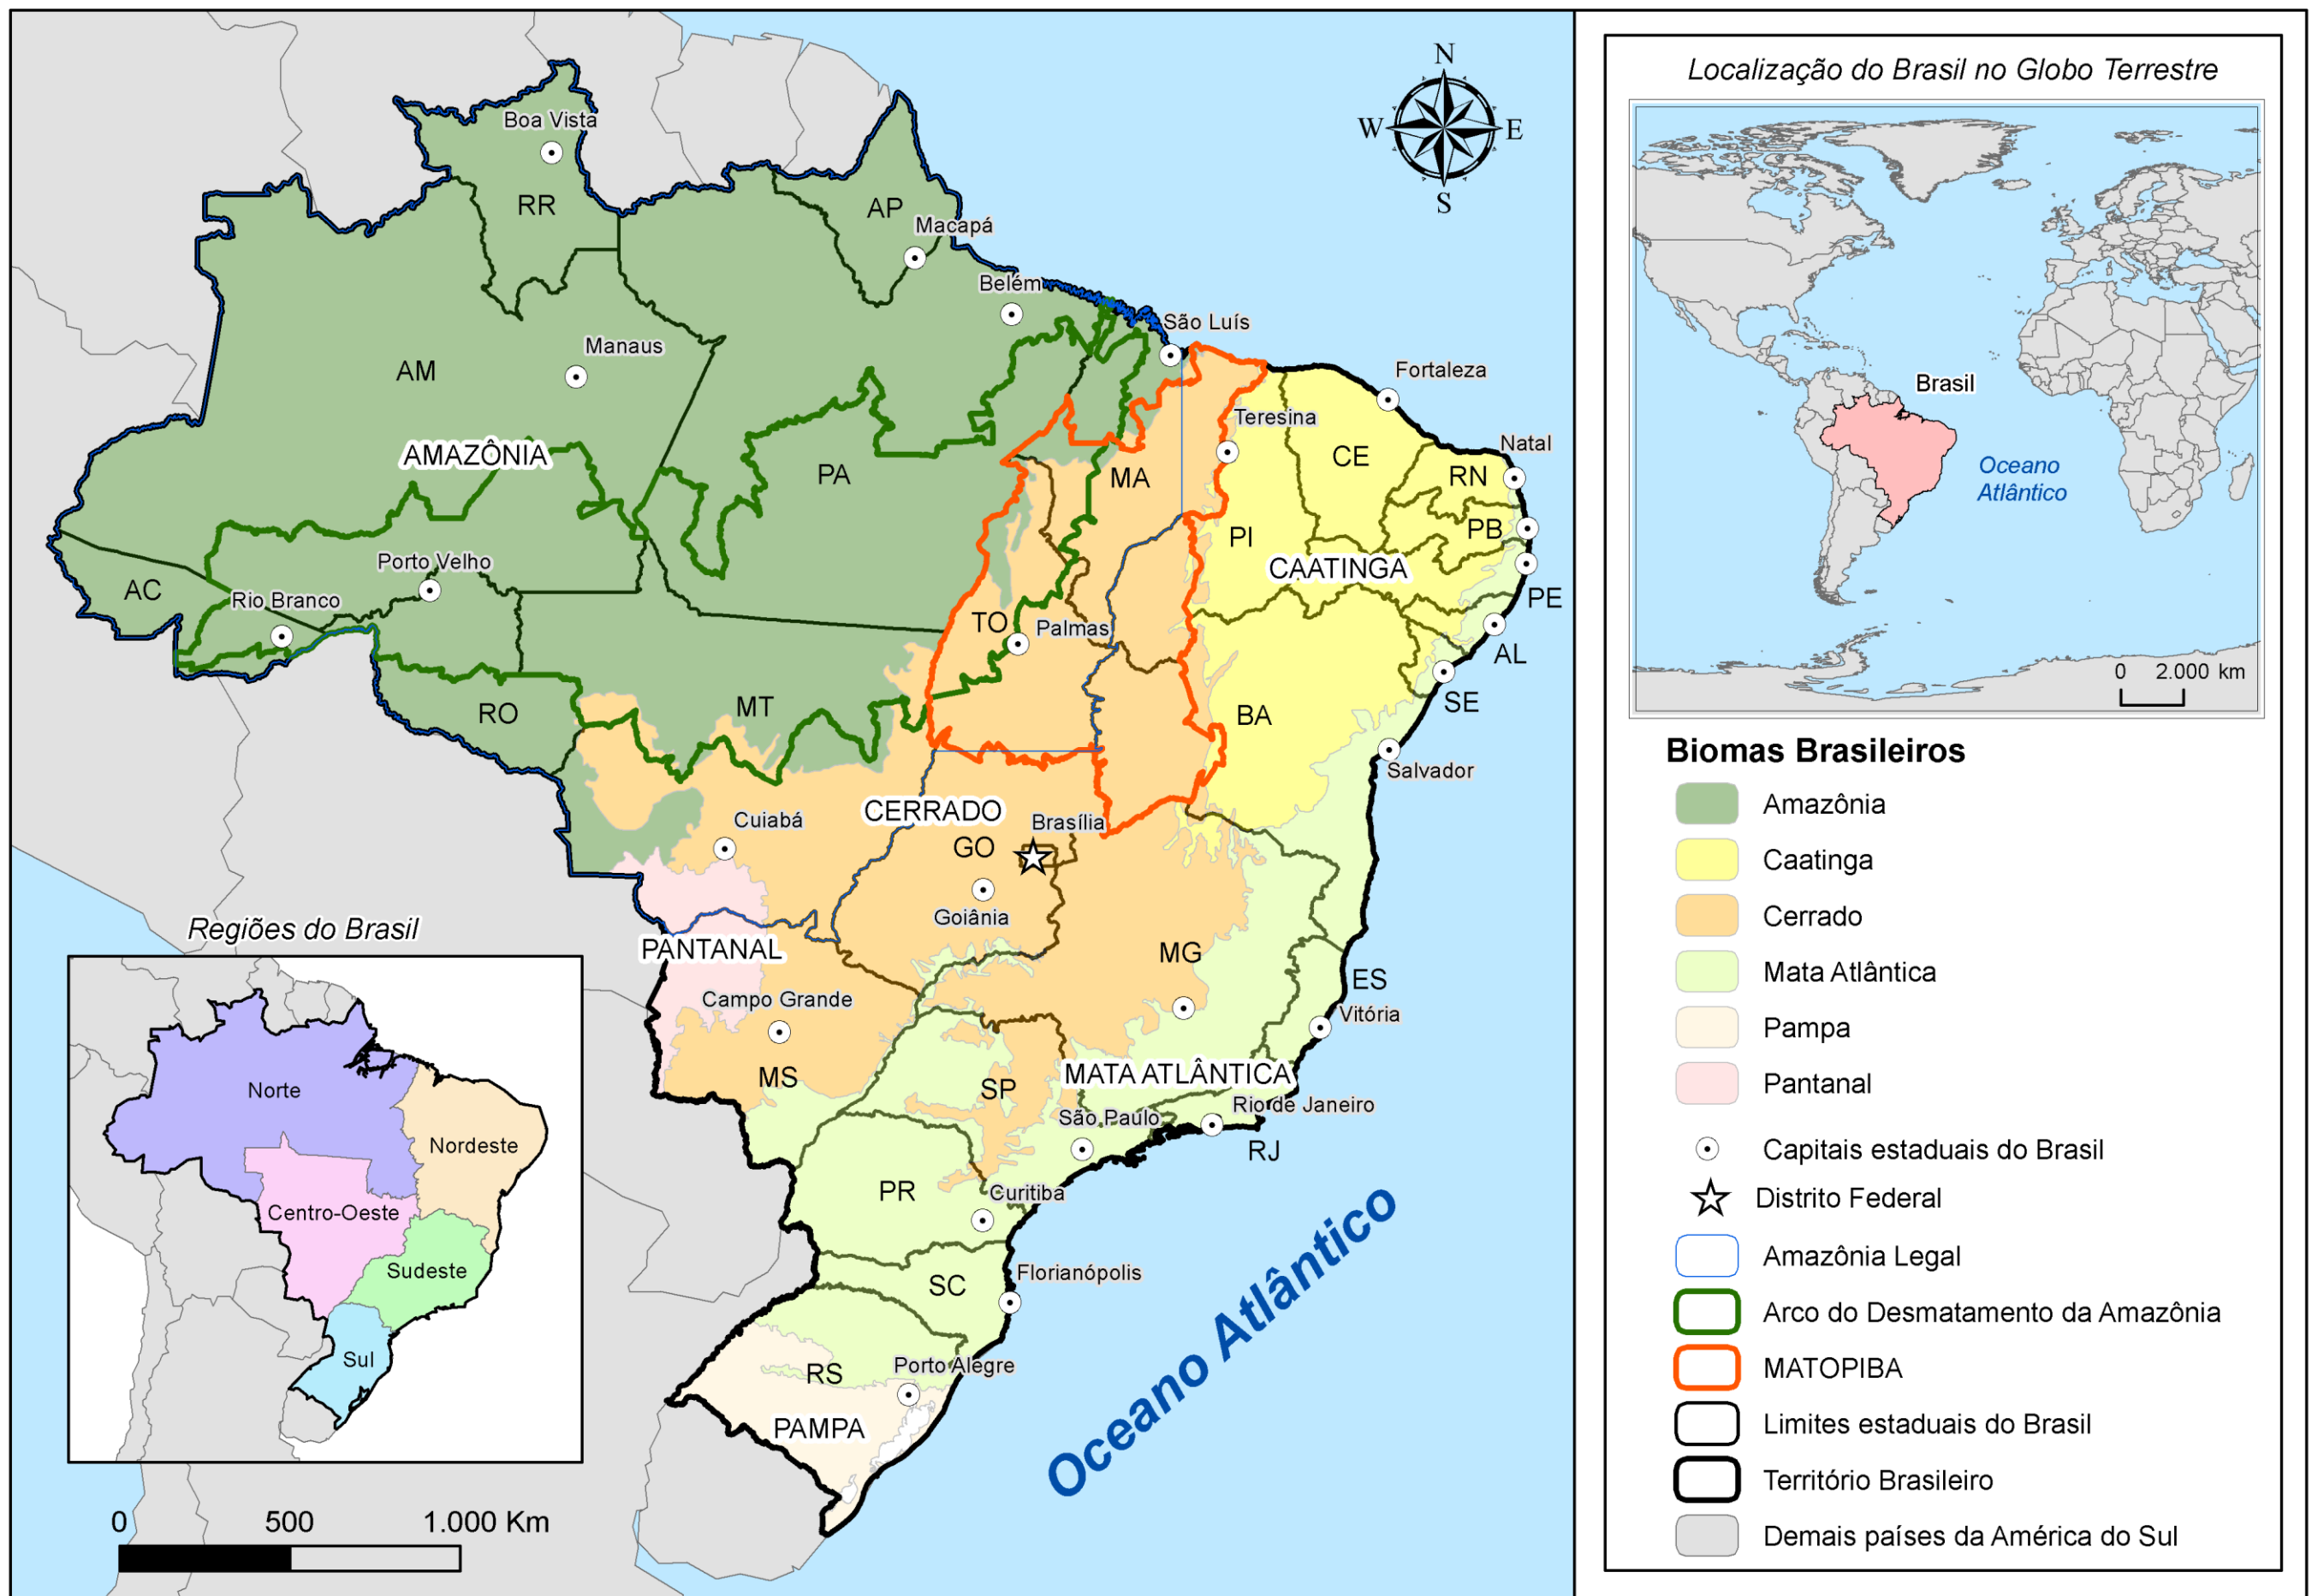 N
W
E
S
Boa Vista
RR
AP
Macapá
Belém
São Luís
Manaus
AM
Fortaleza
Teresina
CE
Natal
RN
AMAZÔNIA
PA
MA
PB
PI
CAATINGA
Porto Velho
AC
Rio Branco
PE
TO
Palmas
AL
SE
RO
MT
BA
Salvador
CERRADO
Cuiabá
Brasília
GO
Goiânia
PANTANAL
MG
ES
Campo Grande
Vitória
MS
SP
MATA ATLÂNTICA
São Paulo
Rio de Janeiro
RJ
PR
Curitiba
SC
Florianópolis
RS
Porto Alegre
PAMPA
Oceano Atlântico
Regiões do Brasil
Norte
Nordeste
Centro-Oeste
Sudeste
Sul
0 500 1.000 Km
Localização do Brasil no Globo Terrestre
Brasil
Oceano
Atlântico
0 2.000 km
Biomas Brasileiros
Amazônia
Caatinga
Cerrado
Mata Atlântica
Pampa
Pantanal
Capitais estaduais do Brasil
Distrito Federal
Amazônia Legal
Arco do Desmatamento da Amazônia
MATOPIBA
Limites estaduais do Brasil
Território Brasileiro
Demais países da América do Sul